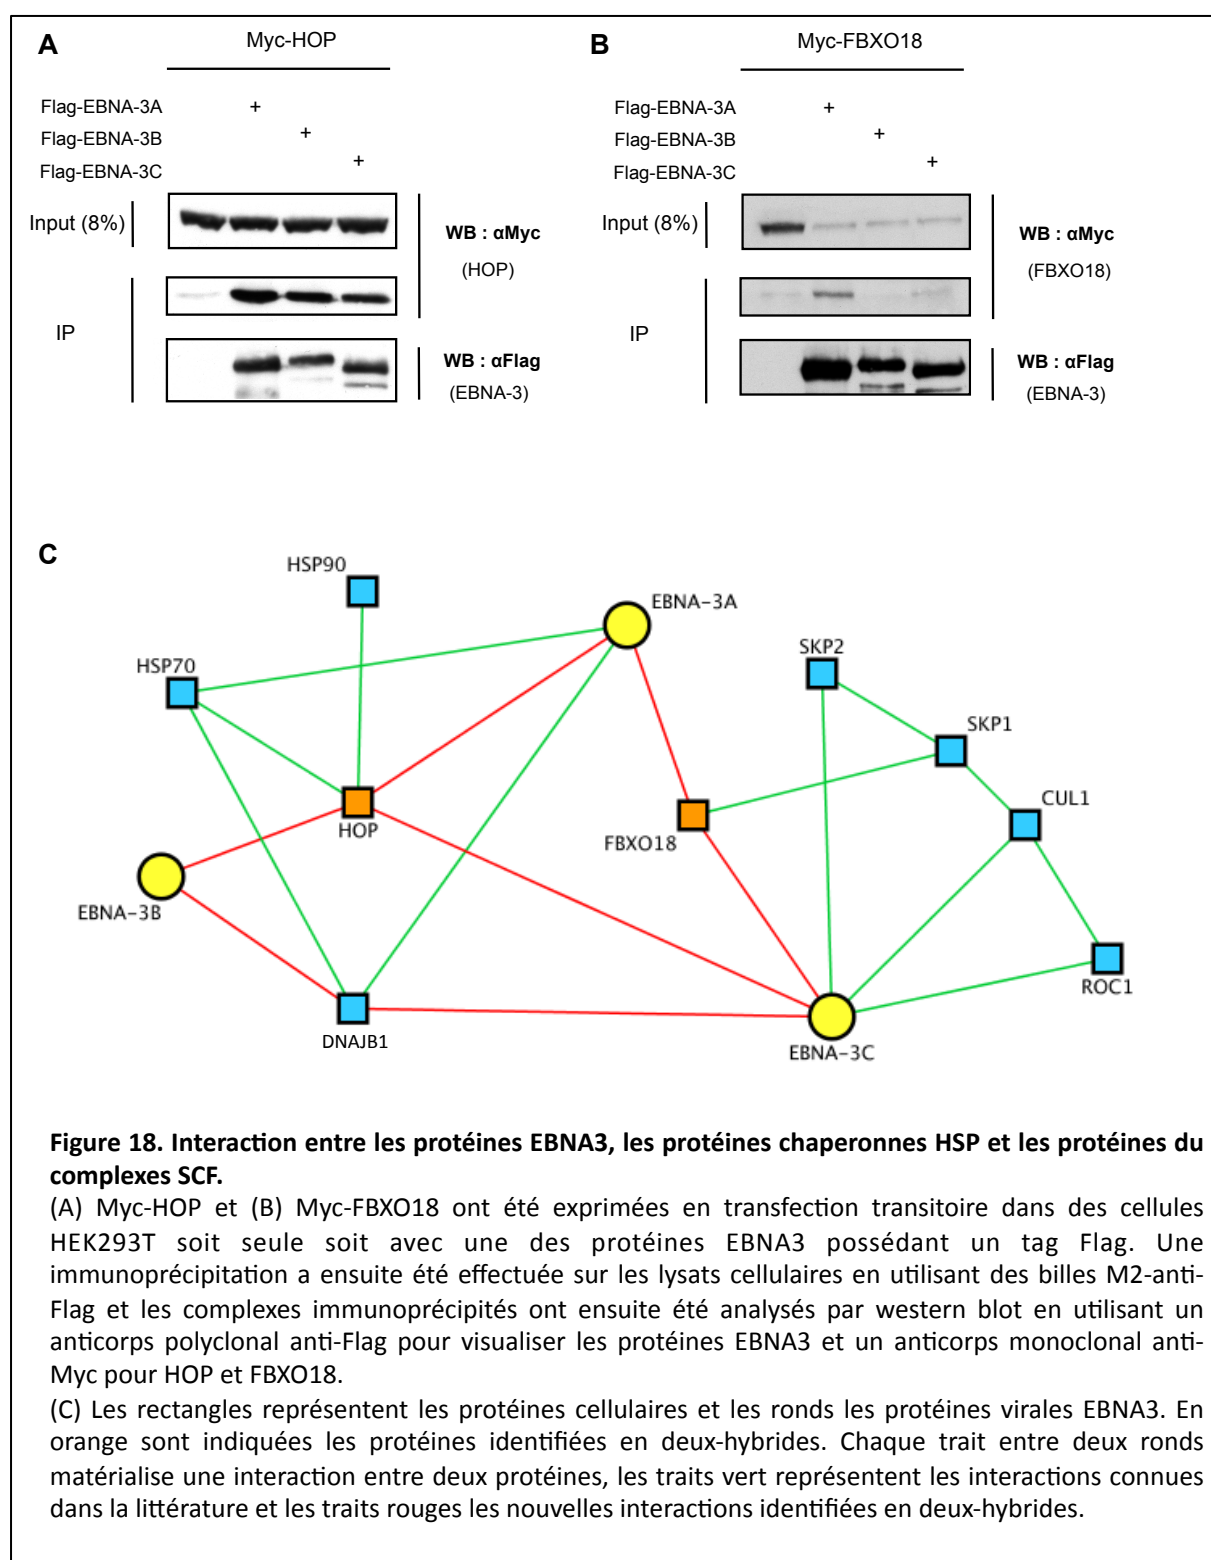 A
Myc-HOP
Flag-EBNA-3A +
Flag-EBNA-3B +
Flag-EBNA-3C +
Input (8%)
WB : αMyc
(HOP)
IP
WB : αFlag
(EBNA-3)
B
Myc-FBXO18
Flag-EBNA-3A +
Flag-EBNA-3B +
Flag-EBNA-3C +
Input (8%)
WB : αMyc
(FBXO18)
IP
WB : αFlag
(EBNA-3)
C
HSP90
EBNA-3A
SKP2
HSP70
SKP1
CUL1
HOP
FBXO18
EBNA-3B
ROC1
DNAJB1
EBNA-3C
Figure 18. Interaction entre les protéines EBNA3, les protéines chaperonnes HSP et les protéines du
complexes SCF.
(A) Myc-HOP et (B) Myc-FBXO18 ont été exprimées en transfection transitoire dans des cellules
HEK293T soit seule soit avec une des protéines EBNA3 possédant un tag Flag. Une
immunoprécipitation a ensuite été effectuée sur les lysats cellulaires en utilisant des billes M2-anti-
Flag et les complexes immunoprécipités ont ensuite été analysés par western blot en utilisant un
anticorps polyclonal anti-Flag pour visualiser les protéines EBNA3 et un anticorps monoclonal anti-
Myc pour HOP et FBXO18.
(C) Les rectangles représentent les protéines cellulaires et les ronds les protéines virales EBNA3. En
orange sont indiquées les protéines identifiées en deux-hybrides. Chaque trait entre deux ronds
matérialise une interaction entre deux protéines, les traits vert représentent les interactions connues
dans la littérature et les traits rouges les nouvelles interactions identifiées en deux-hybrides.